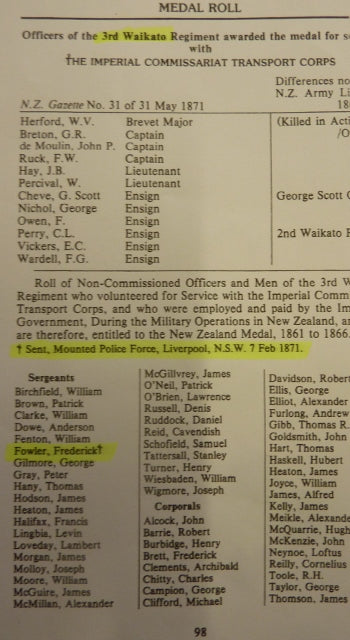 MEDAL ROLL
Officers of the 3rd Waikato Regiment awarded the medal for
with
†THE IMPERIAL COMMISSARIAT TRANSPORT CORPS
Differences no
N.Z. Army Li
N.Z. Gazette No. 31 of 31 May 1871
18
Herford, W.V. Brevet Major (Killed in Acti
Breton, G.R. Captain /O
de Moulin, John P. Captain
Ruck, F.W. Captain
Hay, J.B. Lieutenant
Percival, W. Lieutenant
Cheve, G. Scott Ensign George Scott C
Nichol, George Ensign
Owen, F. Ensign
Perry, C.L. Ensign 2nd Waikato R
Vickers, E.C. Ensign
Wardell, F.G. Ensign
Roll of Non-Commissioned Officers and Men of the 3rd W
Regiment who volunteered for Service with the Imperial Comm
Transport Corps, and who were employed and paid by the Im
Government, During the Military Operations in New Zealand, an
are therefore, entitled to the New Zealand Medal, 1861 to 1866.
† Sent, Mounted Police Force, Liverpool, N.S.W. 7 Feb 1871.
Sergeants
Birchfield, William
Brown, Patrick
Clarke, William
Dowe, Anderson
Fenton, William
Fowler, Frederick†
Gilmore, George
Gray, Peter
Hany, Thomas
Hodson, James
Heaton, James
Halifax, Francis
Lingbia, Levin
Loveday, Lambert
Morgan, James
Molloy, Joseph
Moore, William
McGuire, James
McMillan, Alexander
McGillvrey, James
O'Neil, Patrick
O'Brien, Lawrence
Russell, Denis
Ruddock, Daniel
Reid, Cavendish
Schofield, Samuel
Tattersall, Stanley
Turner, Henry
Wiesbaden, William
Wigmore, Joseph
Corporals
Alcock, John
Barrie, Robert
Burbidge, Henry
Brett, Frederick
Clements, Archibald
Chitty, Charles
Campion, George
Clifford, Michael
Davidson, Robert
Ellis, George
Elliot, Alexander
Furlong, Andrew
Gibb, Thomas R.
Goldsmith, John
Hart, Thomas
Haskell, Hubert
Heaton, James
Joyce, William
James, Alfred
Kelly, James
Meikle, Alexande
McQuarrie, Hugh
McKenzie, John
Neynoe, Loftus
Reilly, Cornelius
Toole, R.H.
Taylor, George
Thomson, James
98